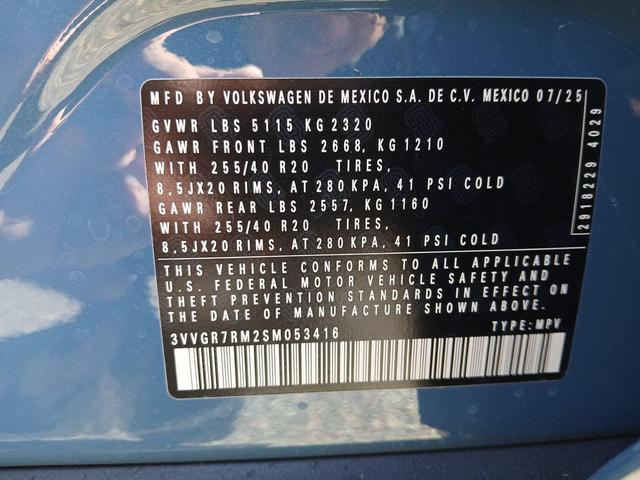 MFD BY VOLKSWAGEN DE MEXICO S.A. DE C.V. MEXICO 07/25
GVWR LBS 5115 KG 2320
GAWR FRONT LBS 2668, KG 1210
WITH 255/40 R20 TIRES,
8,5JX20 RIMS, AT 280 KPA, 41 PSI COLD
GAWR REAR LBS 2557, KG 1160
WITH 255/40 R20 TIRES,
8,5JX20 RIMS, AT 280 KPA, 41 PSI COLD
2918229 4029
THIS VEHICLE CONFORMS TO ALL APPLICABLE
U.S. FEDERAL MOTOR VEHICLE SAFETY AND
THEFT PREVENTION STANDARDS IN EFFECT ON
THE DATE OF MANUFACTURE SHOWN ABOVE.
3VVGR7RM2SM053416 TYPE: MPV